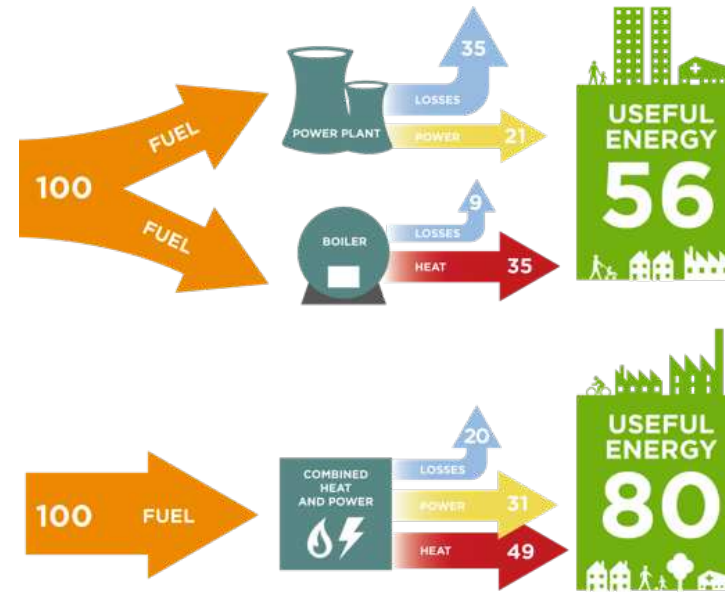 100
FUEL
FUEL
POWER PLANT
35
LOSSES
POWER 21
BOILER
9
LOSSES
HEAT 35
USEFUL
ENERGY
56
100 FUEL
COMBINED
HEAT
AND POWER
20
LOSSES
POWER 31
HEAT 49
USEFUL
ENERGY
80